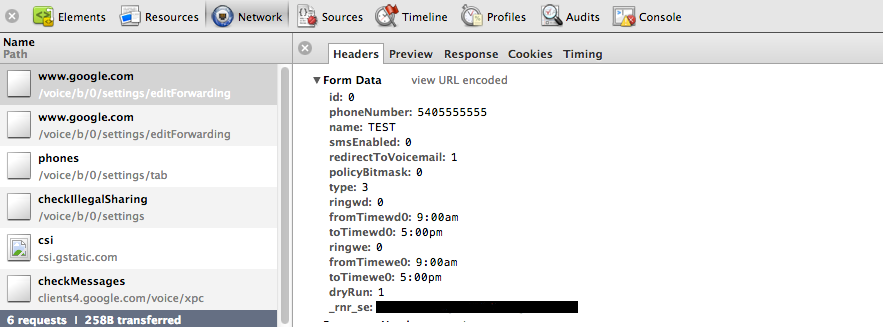 Elements Resources Network Sources Timeline Profiles Audits Console
Name
Path
www.google.com
/voice/b/0/settings/editForwarding
www.google.com
/voice/b/0/settings/editForwarding
phones
/voice/b/0/settings/tab
checkIllegalSharing
/voice/b/0/settings
csi
csi.gstatic.com
checkMessages
clients4.google.com/voice/xpc
6 requests | 258B transferred
Headers Preview Response Cookies Timing
▼Form Data view URL encoded
id: 0
phoneNumber: 5405555555
name: TEST
smsEnabled: 0
redirectToVoicemail: 1
policyBitmask: 0
type: 3
ringwd: 0
fromTimewd0: 9:00am
toTimewd0: 5:00pm
ringwe: 0
fromTimewe0: 9:00am
toTimewe0: 5:00pm
dryRun: 1
_rnr_se: